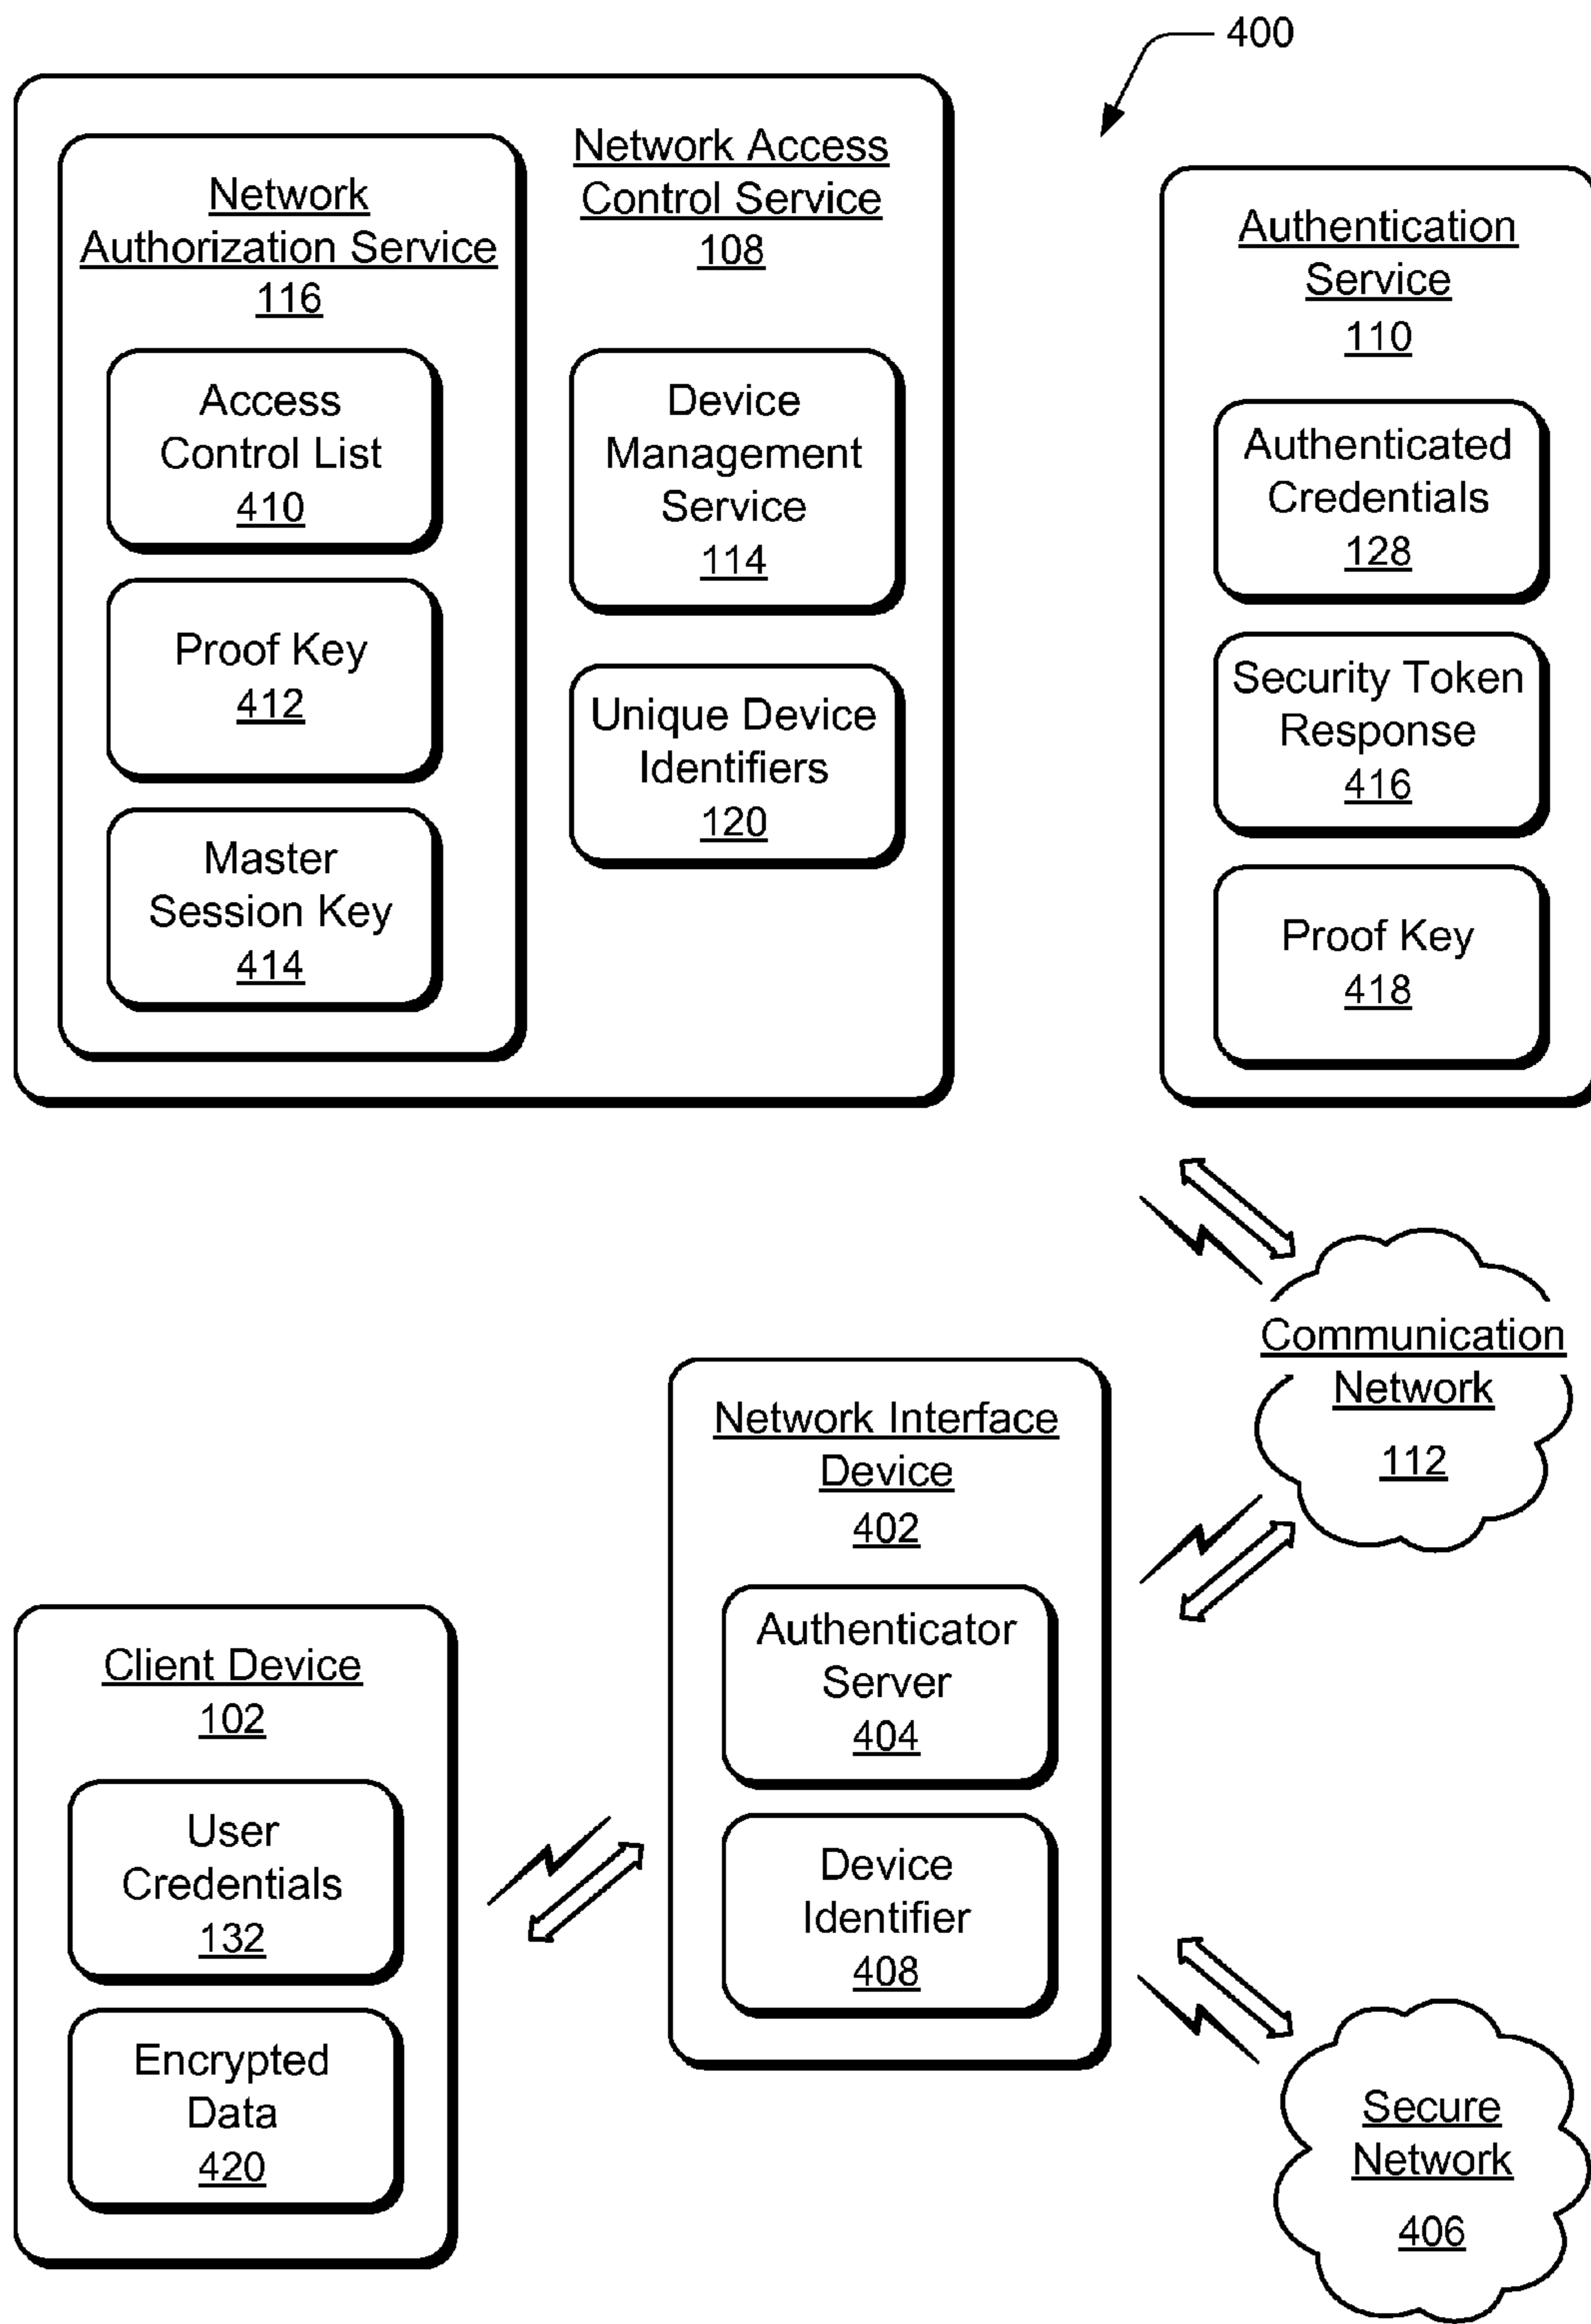 400
Network Access
Control Service
108
Network
Authorization Service
116
Access
Control List
410
Proof Key
412
Master
Session Key
414
Device
Management
Service
114
Unique Device
Identifiers
120
Authentication
Service
110
Authenticated
Credentials
128
Security Token
Response
416
Proof Key
418
Communication
Network
112
Network Interface
Device
402
Authenticator
Server
404
Device
Identifier
408
Client Device
102
User
Credentials
132
Encrypted
Data
420
Secure
Network
406